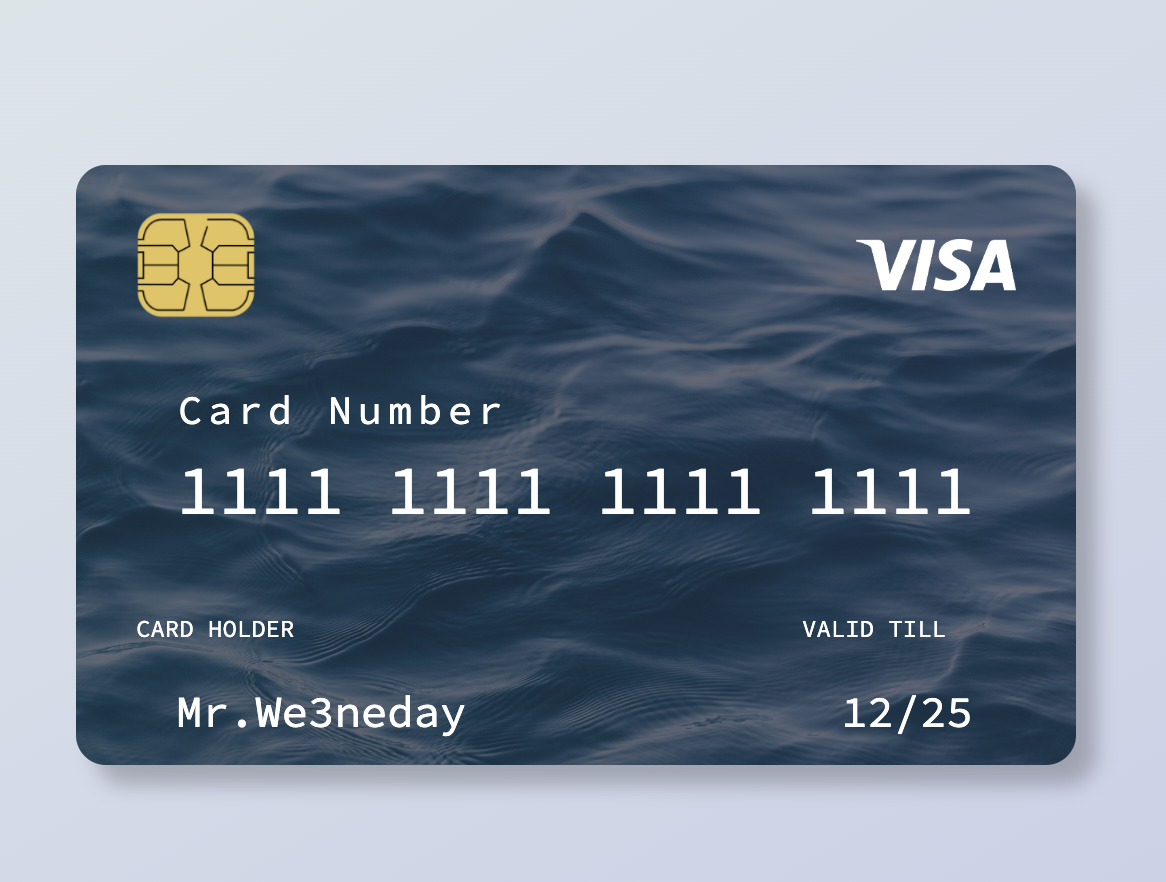 VISA
Card Number
1111 1111 1111 1111
CARD HOLDER
VALID TILL
Mr.We3neday
12/25